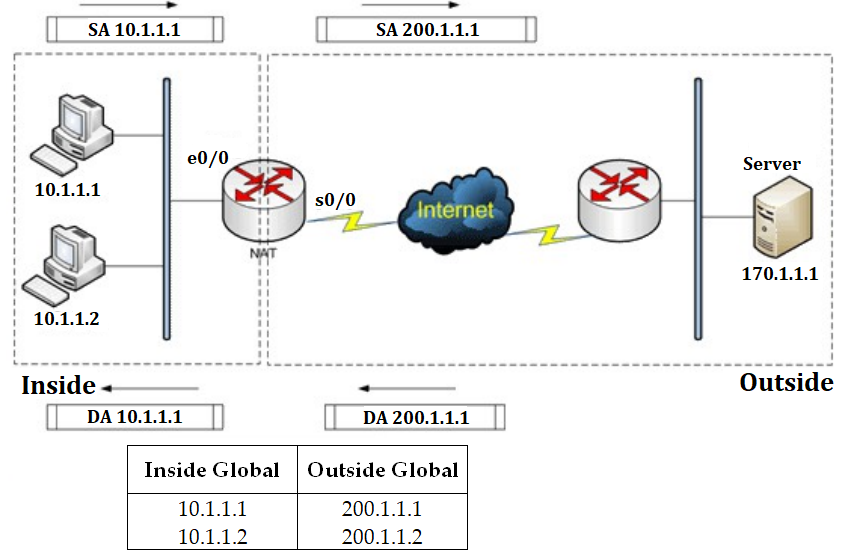 SA 10.1.1.1
SA 200.1.1.1
10.1.1.1
e0/0
s0/0
NAT
10.1.1.2
Internet
Server
170.1.1.1
Inside
Outside
DA 10.1.1.1
DA 200.1.1.1
Inside Global
Outside Global
10.1.1.1
200.1.1.1
10.1.1.2
200.1.1.2